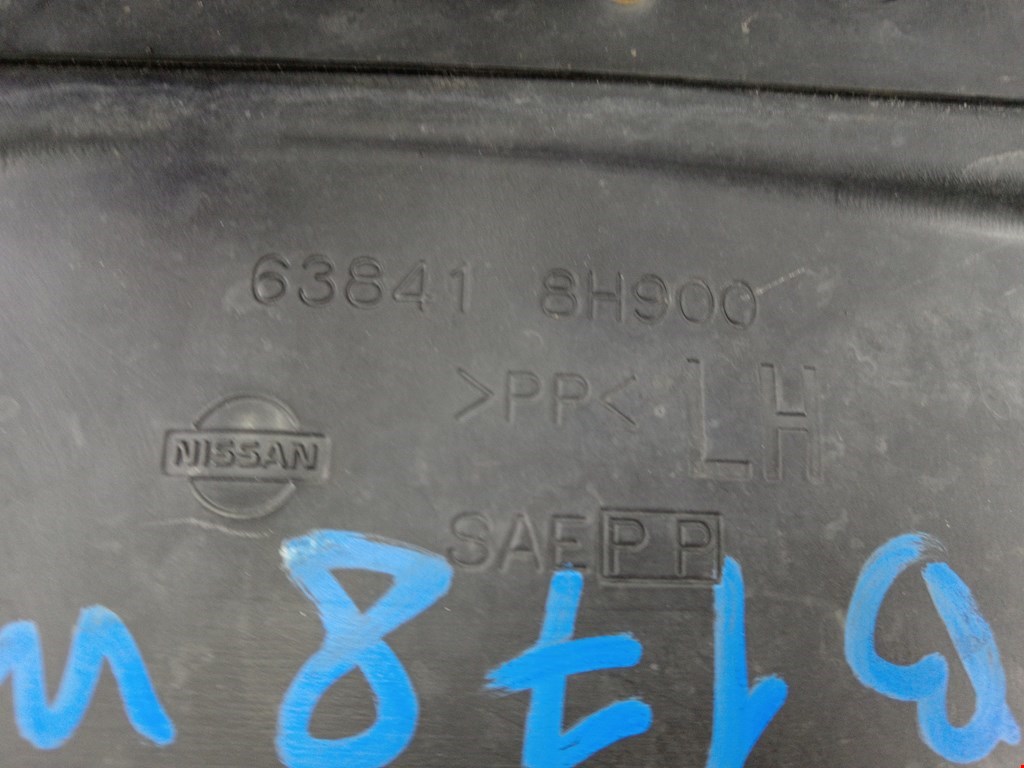 63841 8H900
>PP< LH
NISSAN
SAE PP